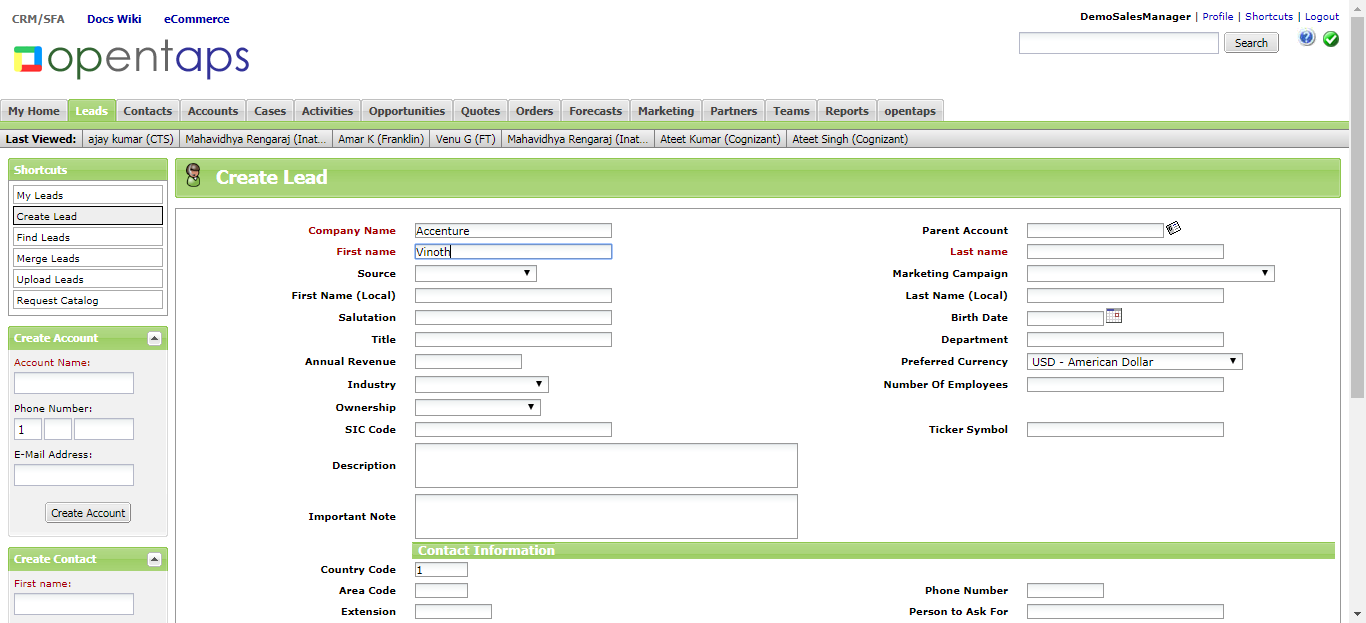 CRM/SFA Docs Wiki eCommerce
DemoSalesManager | Profile | Shortcuts | Logout
opentaps
Search
My Home Leads Contacts Accounts Cases Activities Opportunities Quotes Orders Forecasts Marketing Partners Teams Reports opentaps
Last Viewed: ajay kumar (CTS) Mahavidhya Rengaraj (Inat... Amar K (Franklin) Venu G (FT) Mahavidhya Rengaraj (Inat... Ateet Kumar (Cognizant) Ateet Singh (Cognizant)
Shortcuts
My Leads
Create Lead
Find Leads
Merge Leads
Upload Leads
Request Catalog
Create Account
Account Name:
Phone Number:
1
E-Mail Address:
Create Account
Create Contact
First name:
Create Lead
Company Name Accenture Parent Account
First name Vinoth Last name
Source Marketing Campaign
First Name (Local) Last Name (Local)
Salutation Birth Date
Title Department
Annual Revenue Preferred Currency USD - American Dollar
Industry Number Of Employees
Ownership
SIC Code Ticker Symbol
Description
Important Note
Contact Information
Country Code 1
Area Code Phone Number
Extension Person to Ask For